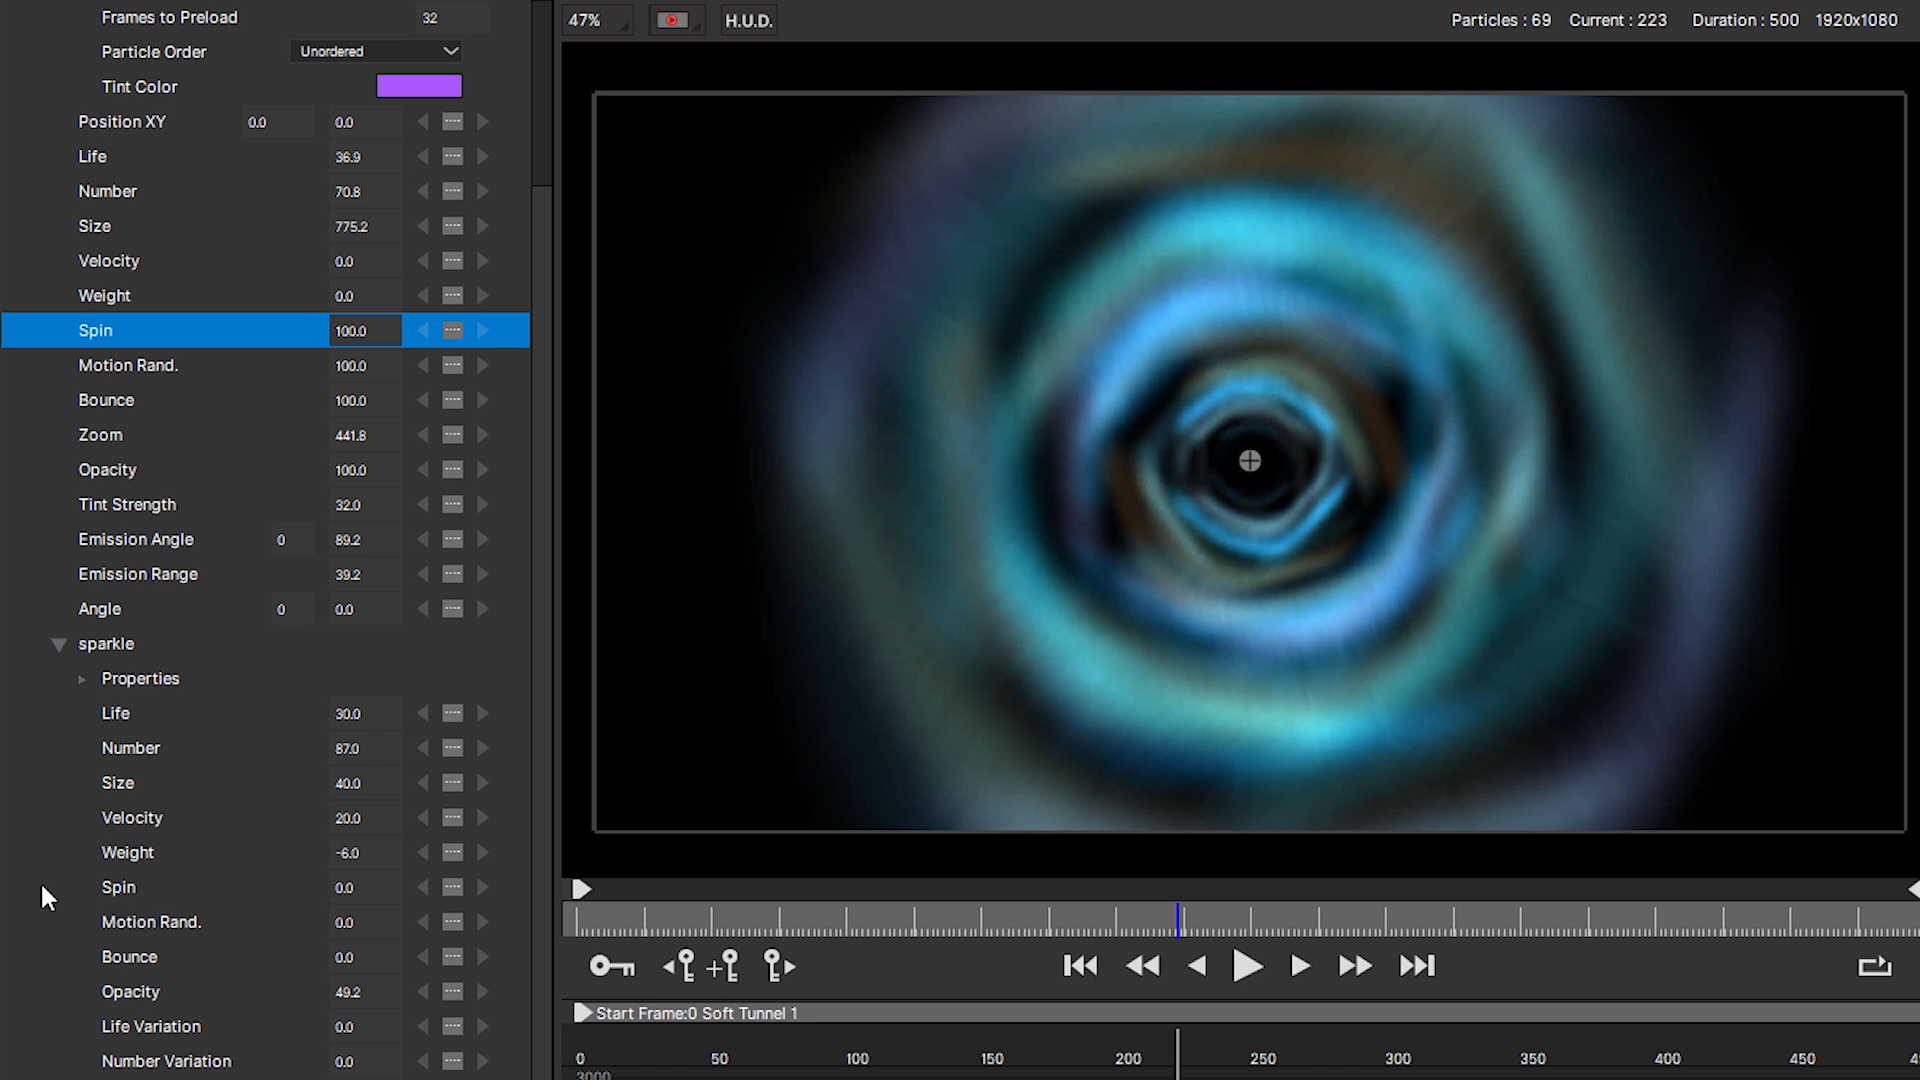 Frames to Preload 32
Particle Order Unordered
Tint Color
Position XY 0.0 0.0
Life 36.9
Number 70.8
Size 775.2
Velocity 0.0
Weight 0.0
Spin 100.0
Motion Rand. 100.0
Bounce 100.0
Zoom 441.8
Opacity 100.0
Tint Strength 32.0
Emission Angle 0 89.2
Emission Range 39.2
Angle 0 0.0
sparkle
Properties
Life 30.0
Number 87.0
Size 40.0
Velocity 20.0
Weight -6.0
Spin 0.0
Motion Rand. 0.0
Bounce 0.0
Opacity 49.2
Life Variation 0.0
Number Variation 0.0
47% H.U.D. Particles : 69 Current : 223 Duration : 500 1920x1080
Start Frame:0 Soft Tunnel 1
0 50 100 150 200 250 300 350 400 450
3000